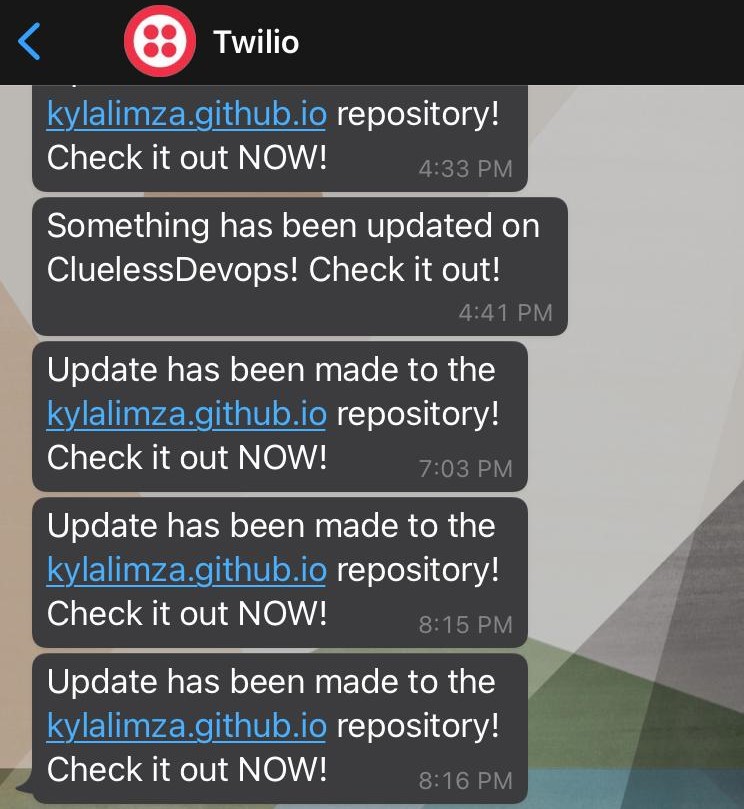 Twilio
kylalimza.github.io repository!
Check it out NOW!
4:33 PM
Something has been updated on
CluelessDevops! Check it out!
4:41 PM
Update has been made to the
kylalimza.github.io repository!
Check it out NOW!
7:03 PM
Update has been made to the
kylalimza.github.io repository!
Check it out NOW!
8:15 PM
Update has been made to the
kylalimza.github.io repository!
Check it out NOW!
8:16 PM